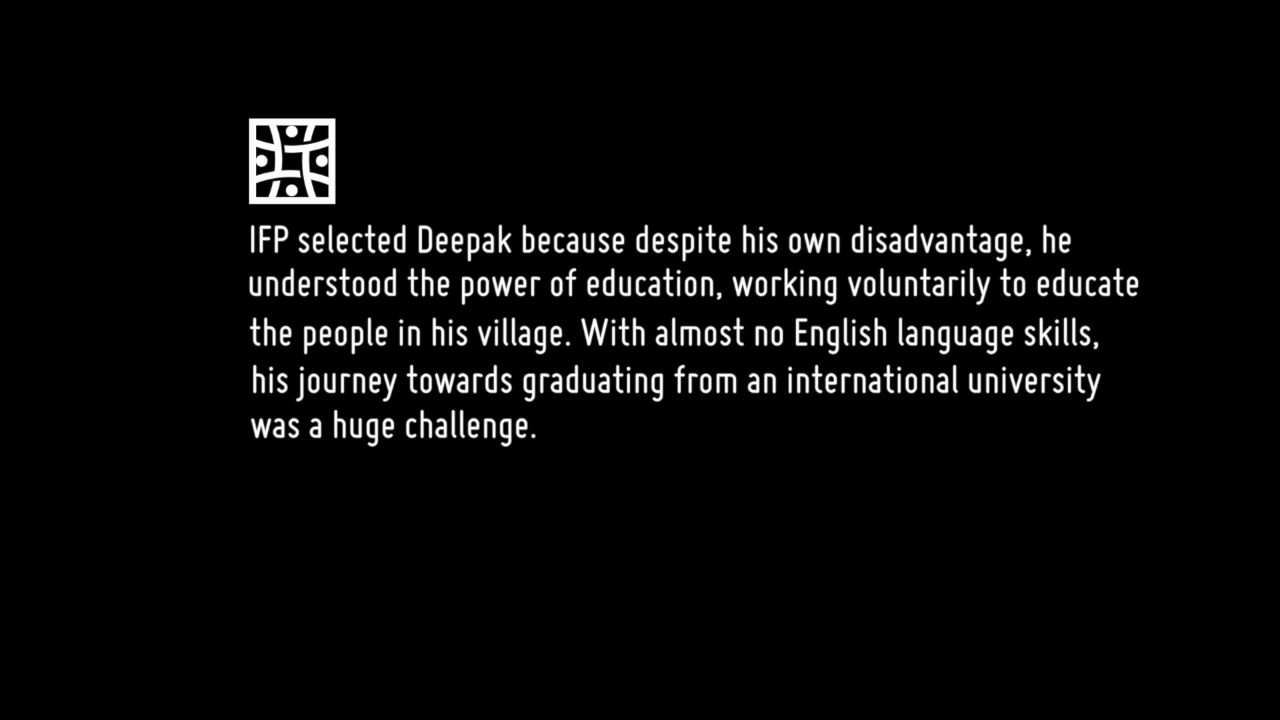 IFP selected Deepak because despite his own disadvantage, he
understood the power of education, working voluntarily to educate
the people in his village. With almost no English language skills,
his journey towards graduating from an international university
was a huge challenge.